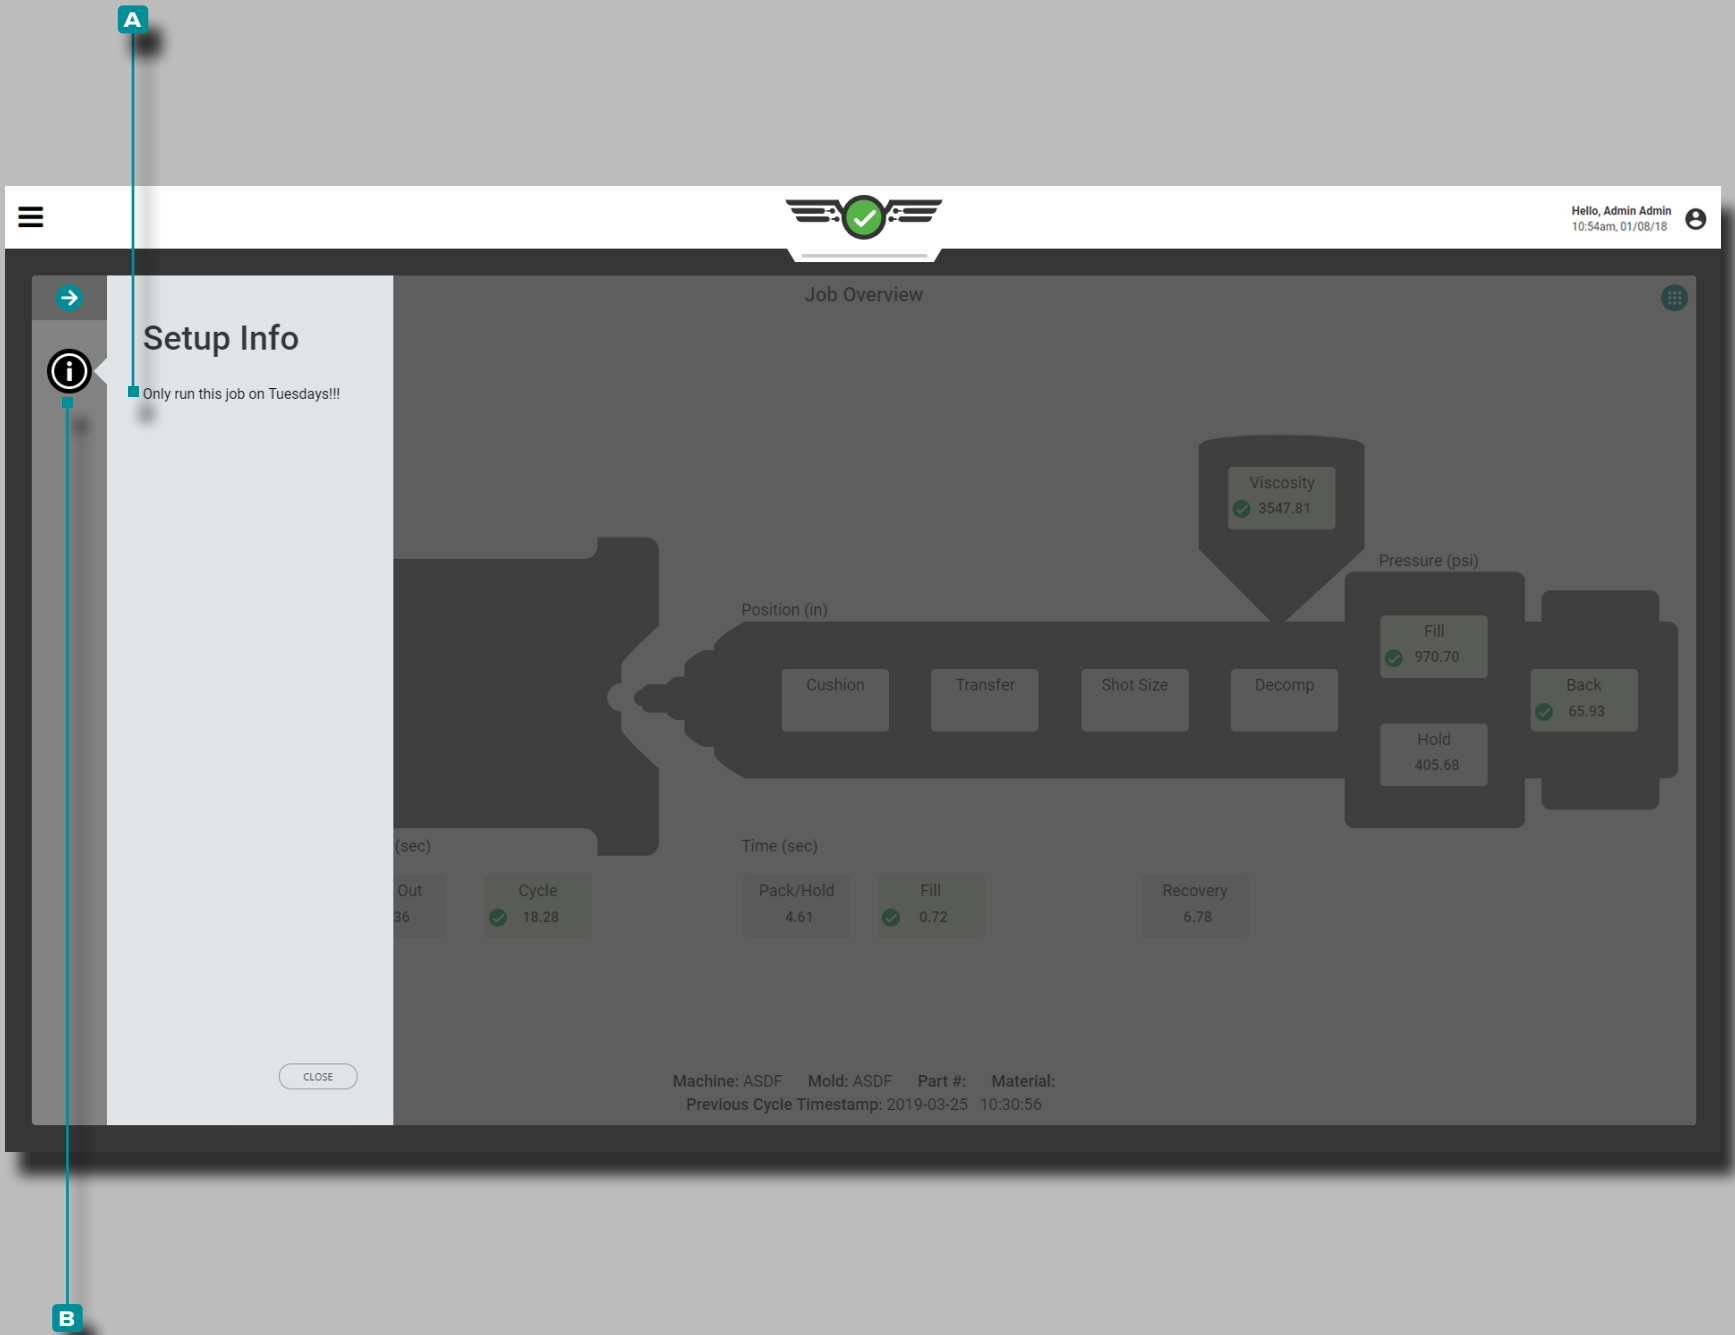 A
Hello, Admin Admin
10:54am, 01/08/18
Job Overview
Setup Info
Only run this job on Tuesdays!!!
Viscosity
3547.81
Pressure (psi)
Position (in)
Fill
970.70
Cushion
Transfer
Shot Size
Decomp
Back
65.93
Hold
405.68
(sec)
Time (sec)
Out
36
Cycle
18.28
Pack/Hold
4.61
Fill
0.72
Recovery
6.78
CLOSE
Machine: ASDF Mold: ASDF Part #: Material:
Previous Cycle Timestamp: 2019-03-25 10:30:56
B